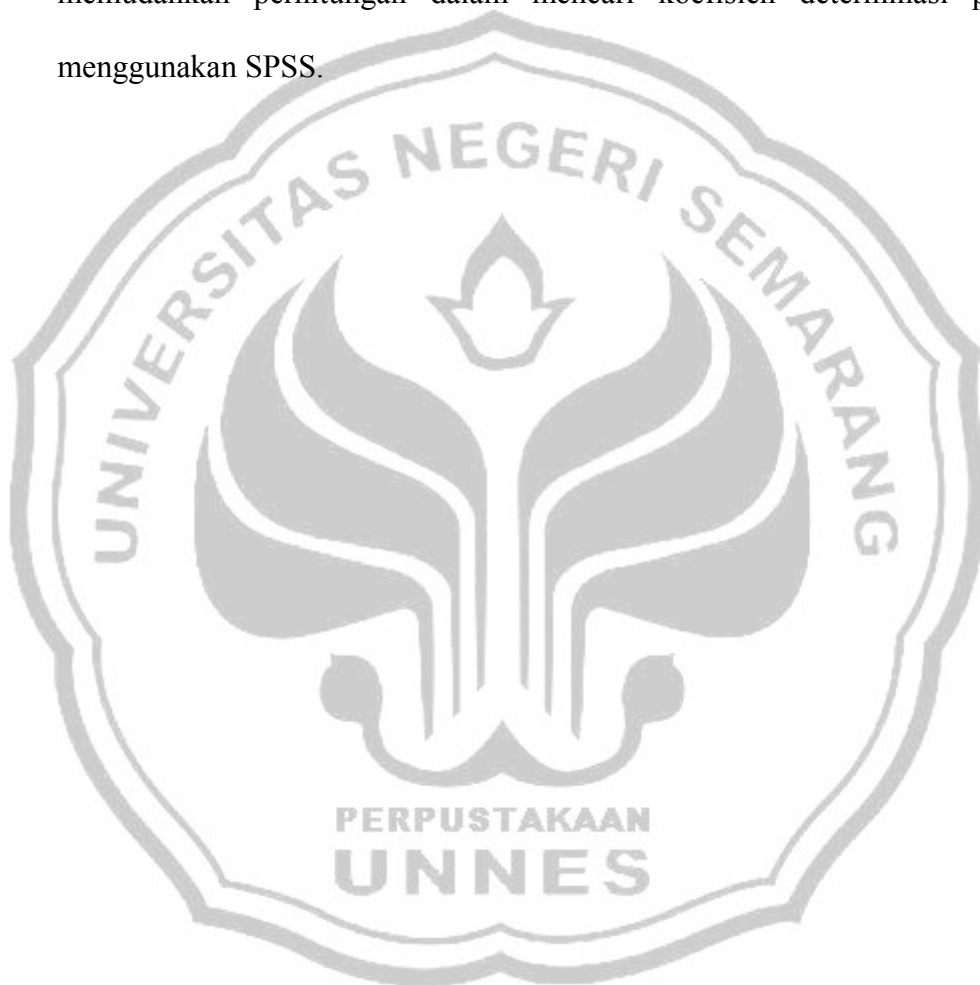 memudahkan perhitungan dalam mencari koefisien determinasi p
menggunakan SPSS.
UNIVERSITAS NEGERI SEMARANG
PERPUSTAKAAN
UNNES